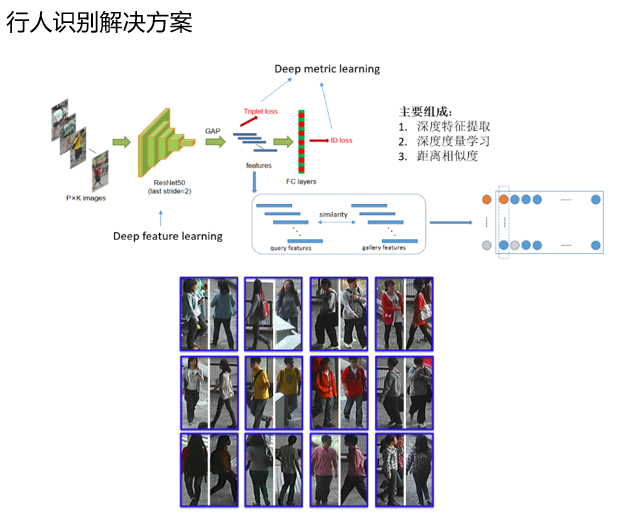 行人识别解决方案
Deep metric learning
Triplet loss
GAP
ID loss
P×K images
ResNet50
(last stride=2)
features
FC layers
Deep feature learning
主要组成：
1. 深度特征提取
2. 深度度量学习
3. 距离相似度
similarity
query features
gallery features